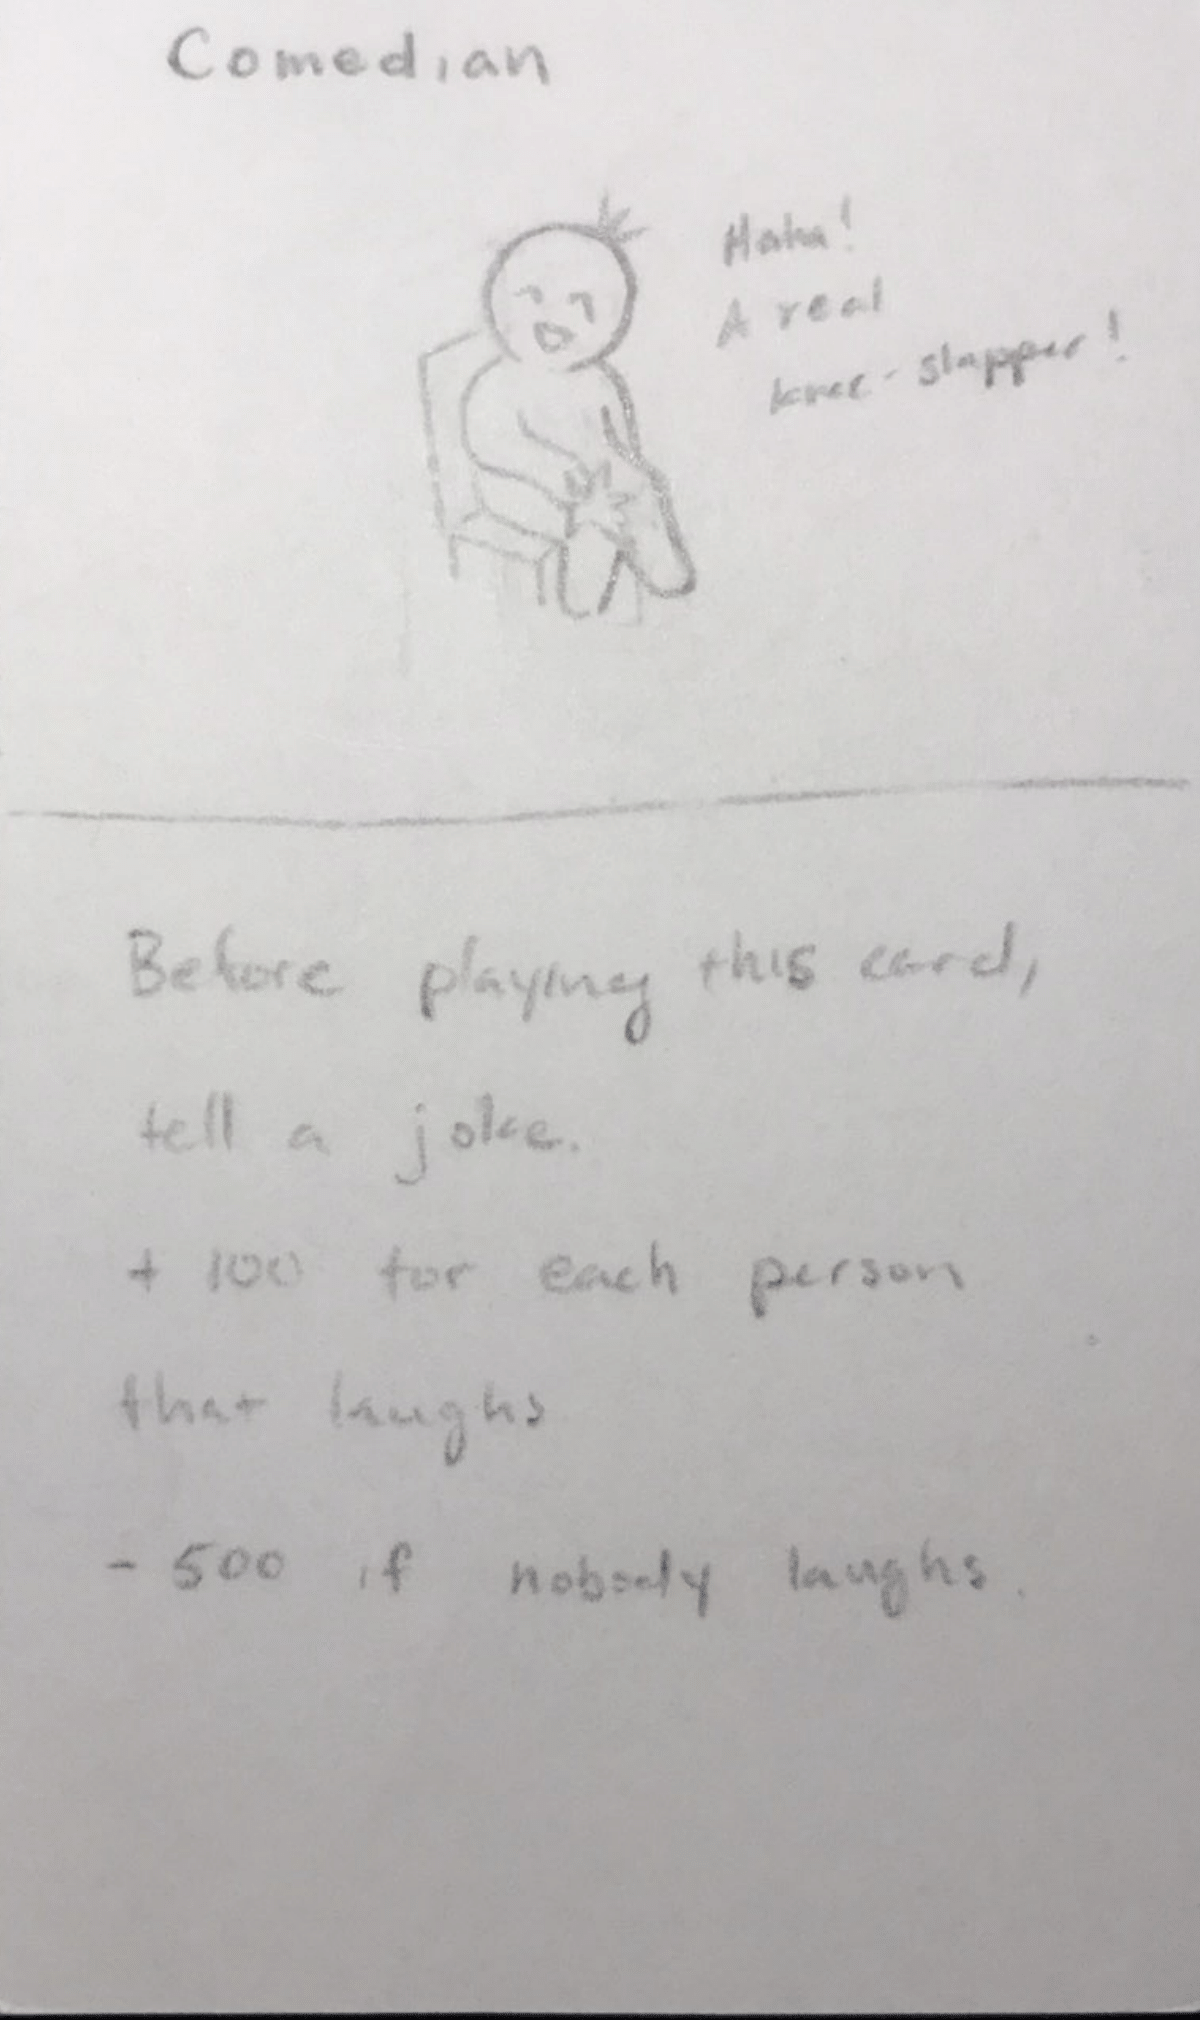 Comedian
Haha!
A real
knee-slapper!
Before playing this card,
tell a joke.
+ 100 for each person
that laughs
- 500 if nobody laughs.